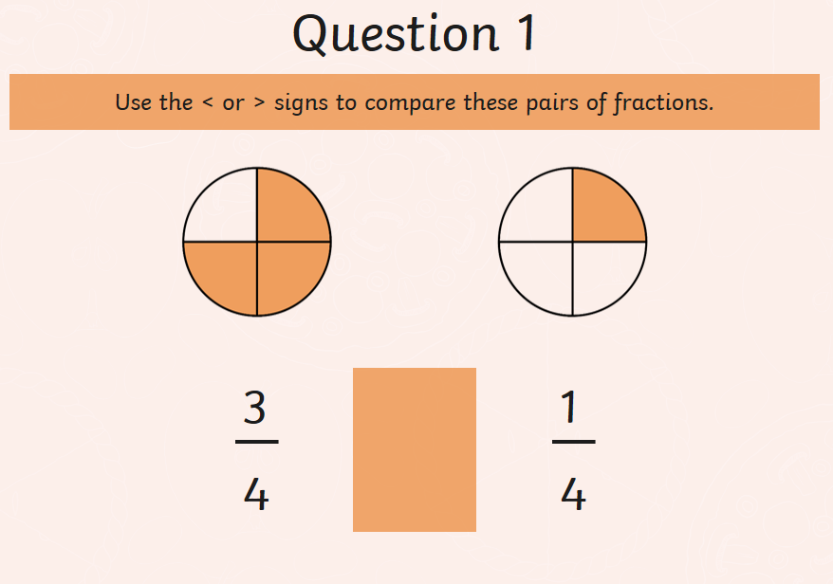 Question 1
Use the < or > signs to compare these pairs of fractions.
3 1
4 4